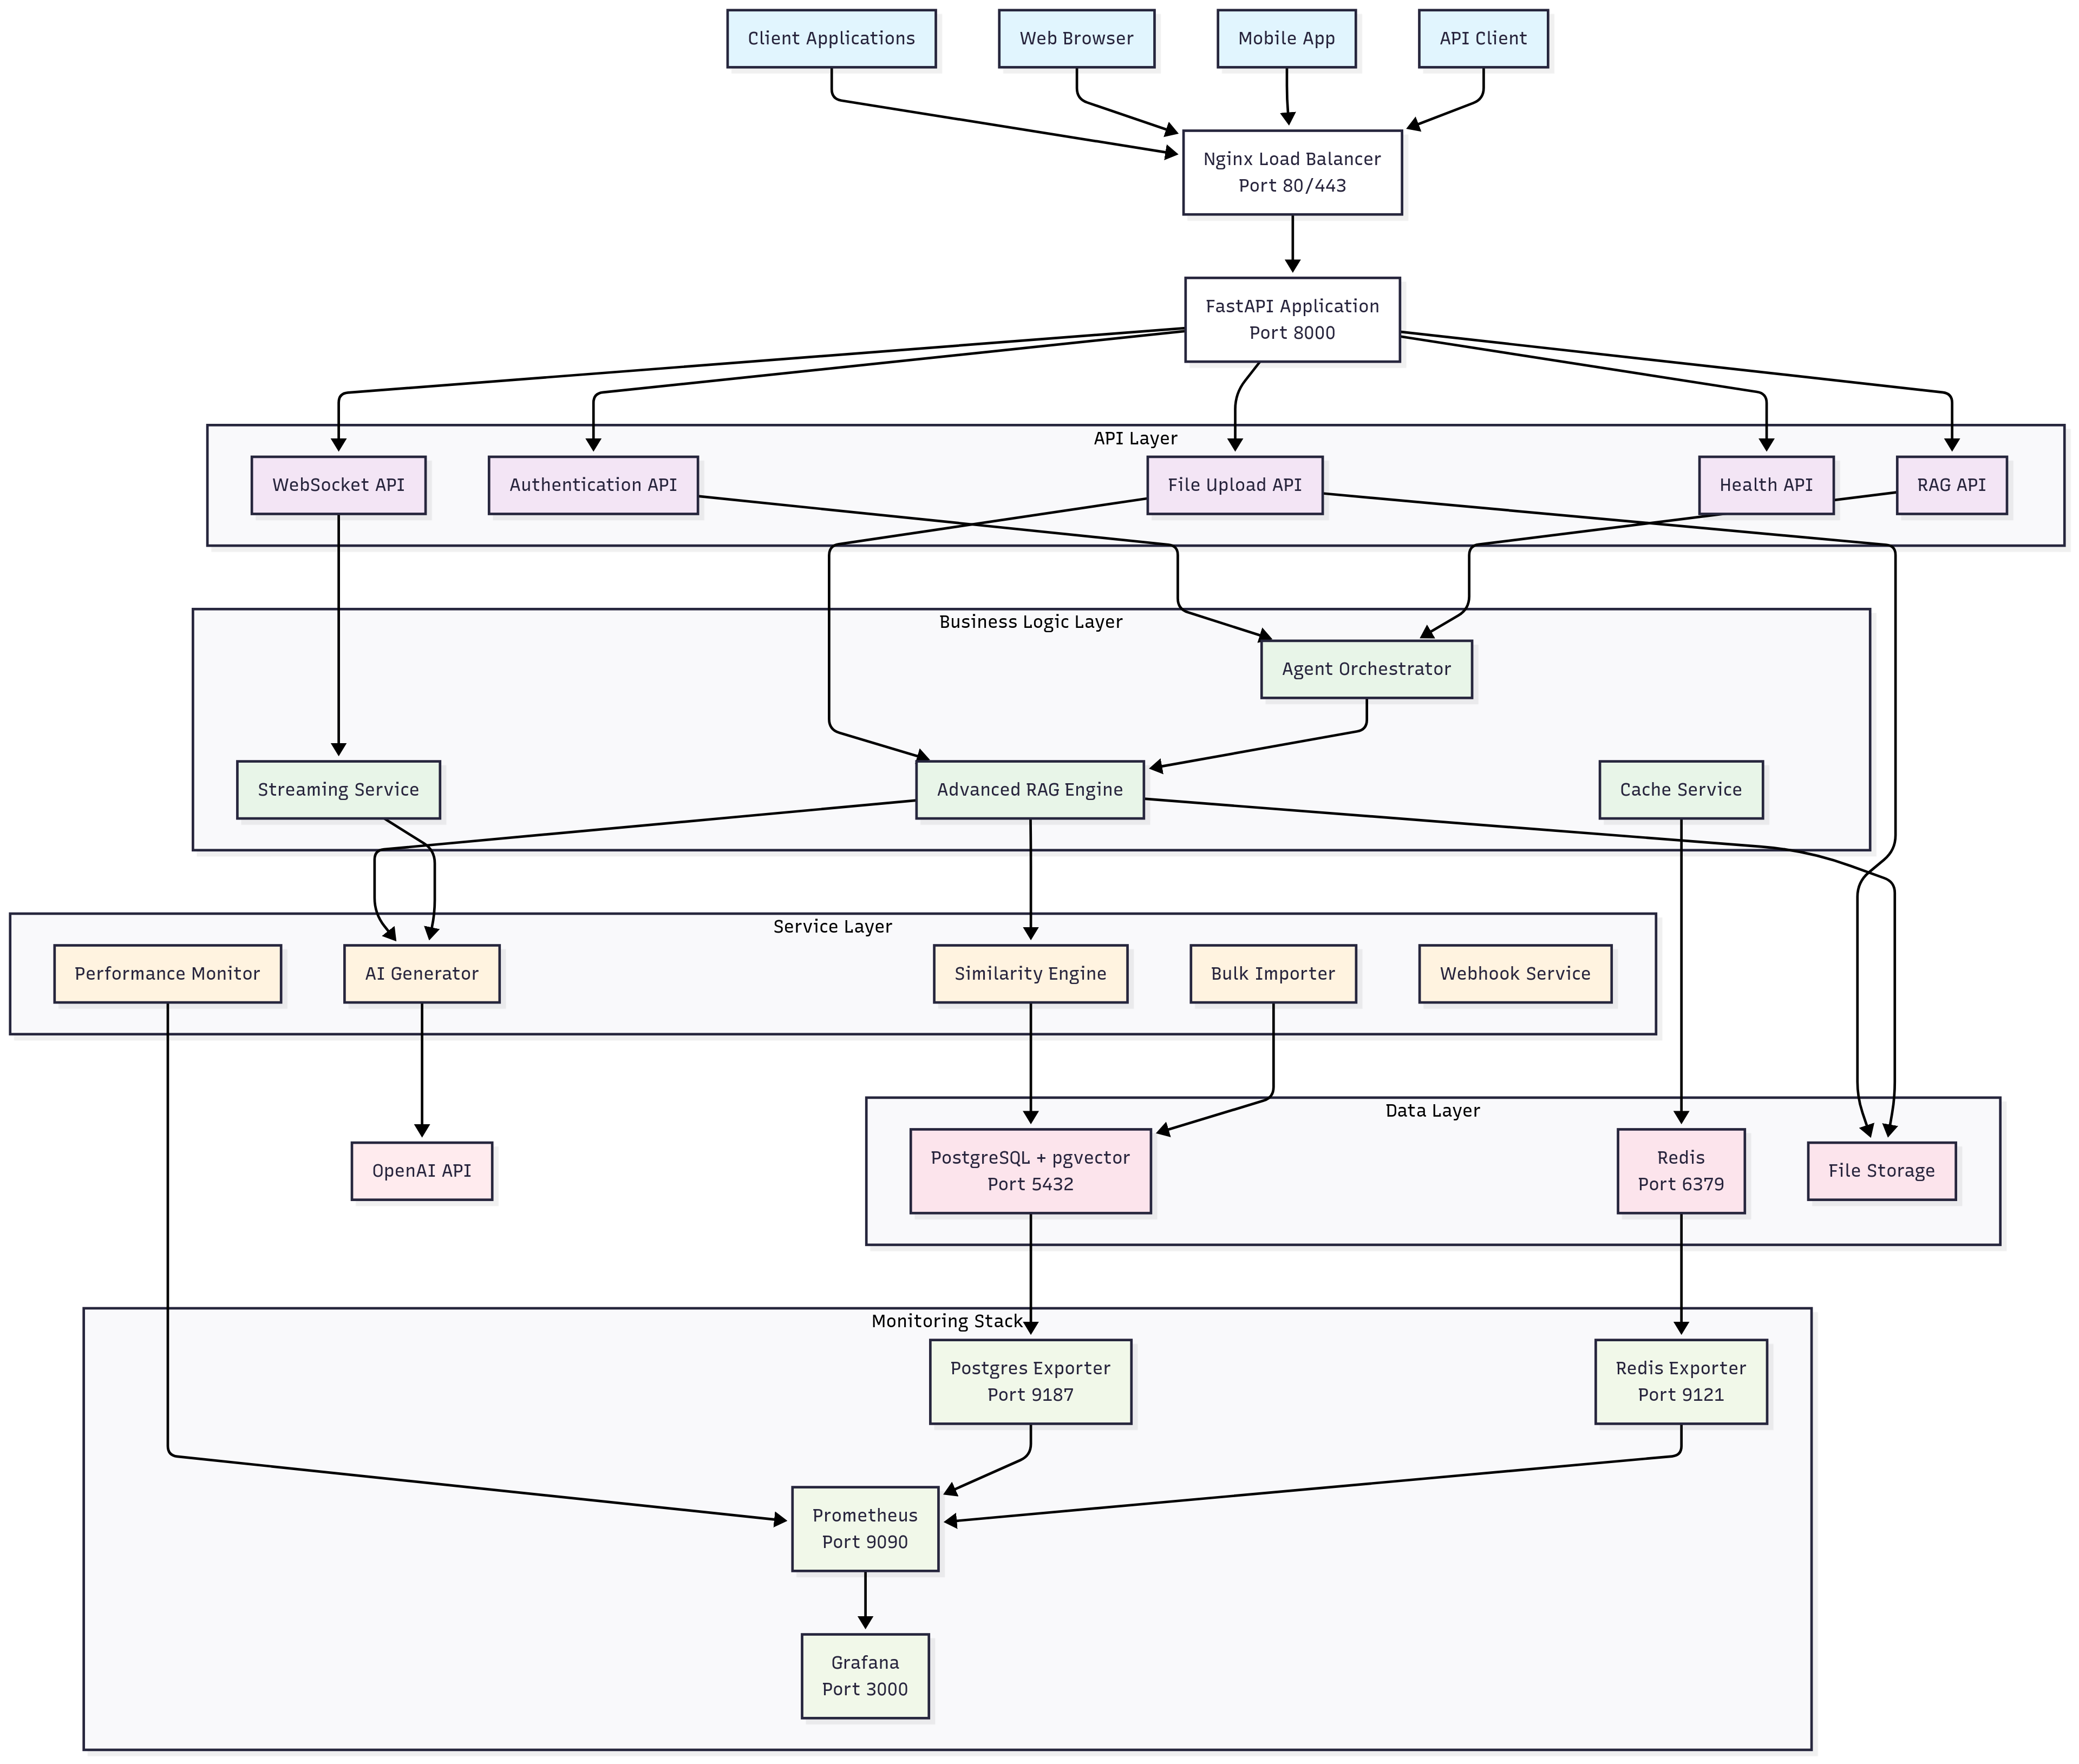 Client Applications
Web Browser
Mobile App
API Client
Nginx Load Balancer
Port 80/443
FastAPI Application
Port 8000
API Layer
WebSocket API
Authentication API
File Upload API
Health API
RAG API
Business Logic Layer
Agent Orchestrator
Streaming Service
Advanced RAG Engine
Cache Service
Service Layer
Performance Monitor
AI Generator
Similarity Engine
Bulk Importer
Webhook Service
Data Layer
OpenAI API
PostgreSQL + pgvector
Port 5432
Redis
Port 6379
File Storage
Monitoring Stack
Postgres Exporter
Port 9187
Redis Exporter
Port 9121
Prometheus
Port 9090
Grafana
Port 3000